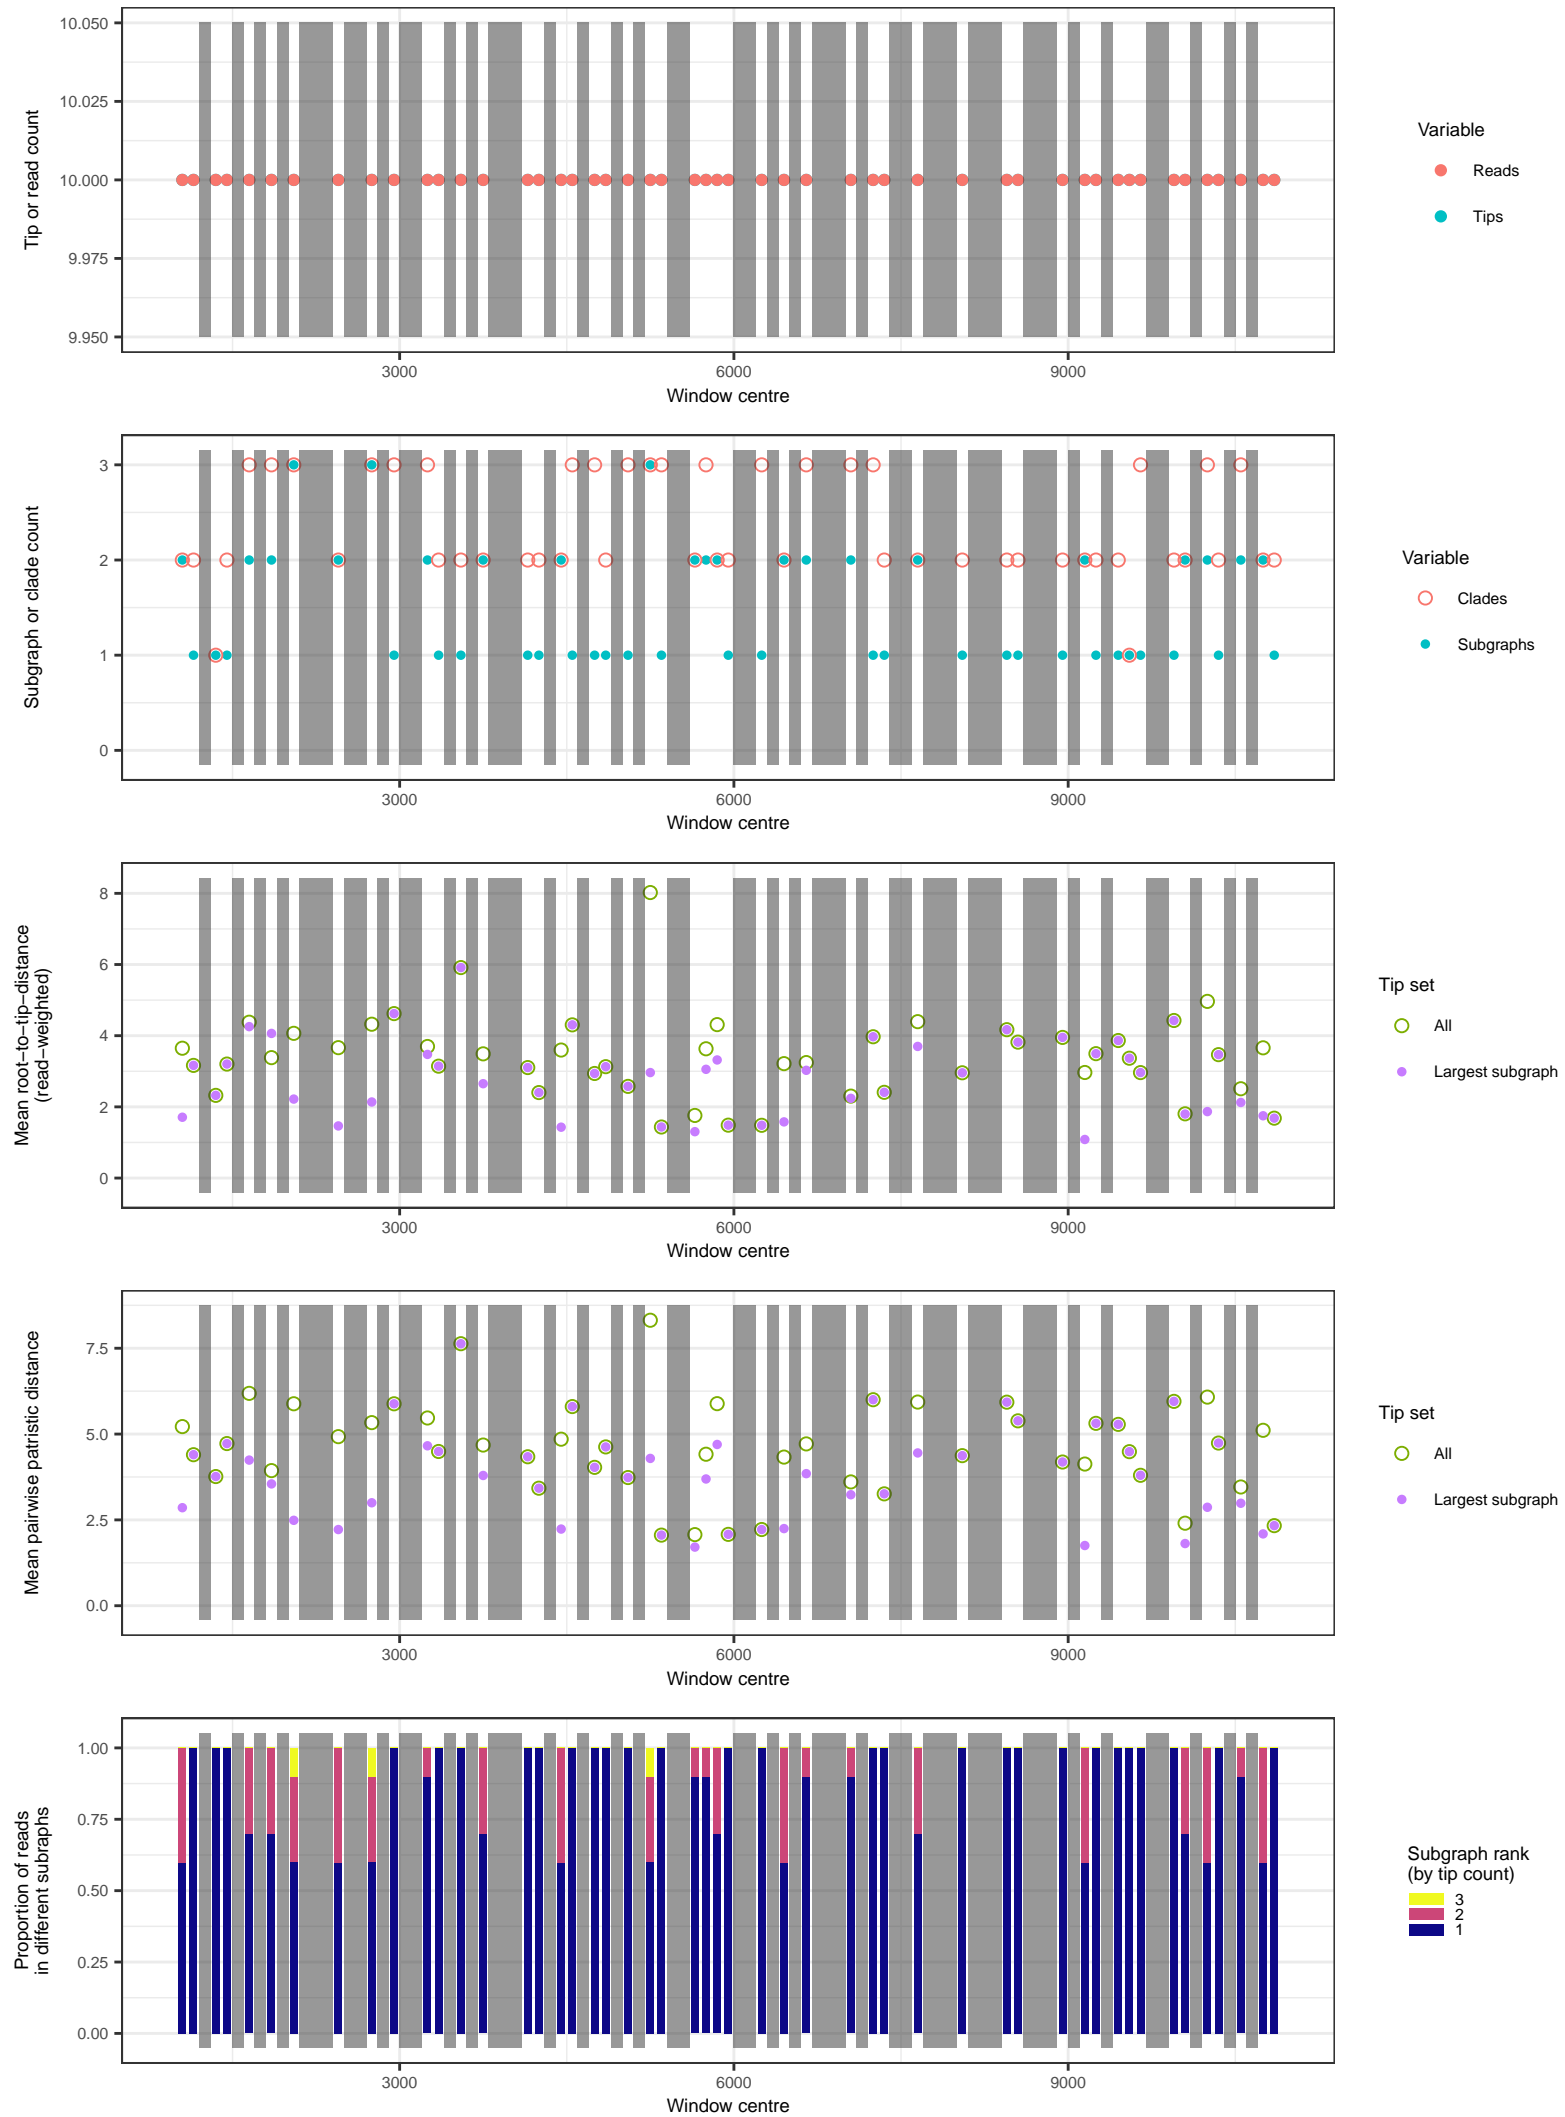 10.050
10.025
10.000
9.975
9.950
Tip or read count
3000
6000
9000
Window centre
Variable
Reads
Tips
3
2
1
0
Subgraph or clade count
3000
6000
9000
Window centre
Variable
Clades
Subgraphs
8
6
4
2
0
Mean root−to−tip−distance
(read−weighted)
3000
6000
9000
Window centre
Tip set
All
Largest subgraph
7.5
5.0
2.5
0.0
Mean pairwise patristic distance
3000
6000
9000
Window centre
Tip set
All
Largest subgraph
1.00
0.75
0.50
0.25
0.00
Proportion of reads
in different subraphs
3000
6000
9000
Window centre
Subgraph rank
(by tip count)
3
2
1